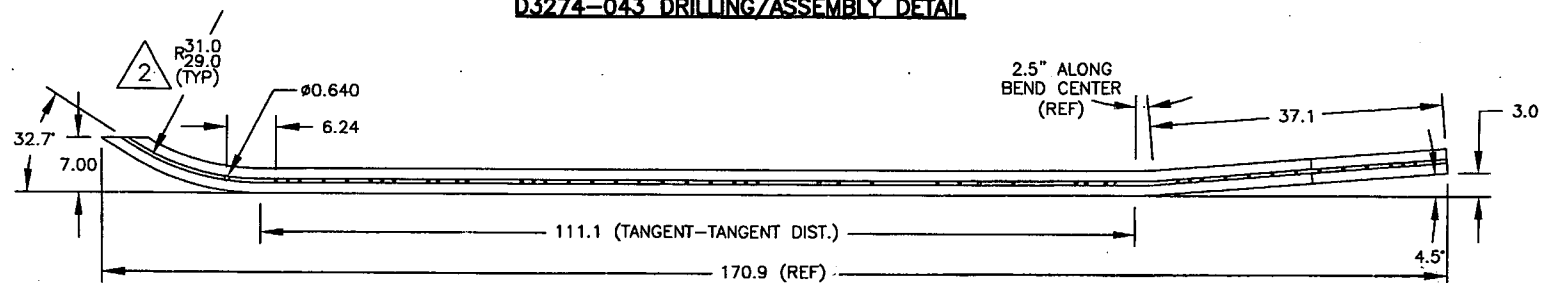 D3274-043 DRILLING/ASSEMBLY DETAIL
2
R31.0
29.0
(TYP)
Ø0.640
6.24
2.5" ALONG
BEND CENTER
(REF)
37.1
3.0
32.7°
7.00
111.1 (TANGENT-TANGENT DIST.)
4.5°
170.9 (REF)